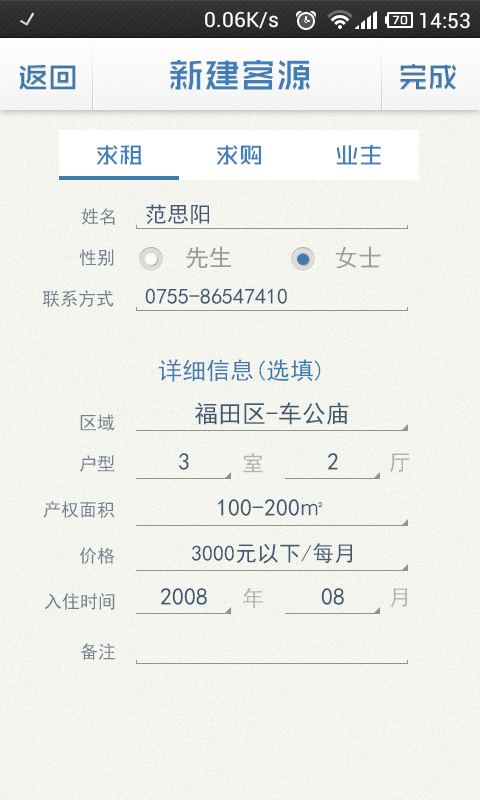 0.06K/s 70 14:53
返回 新建客源 完成
求租 求购 业主
姓名 范思阳
性别 先生 女士
联系方式 0755-86547410
详细信息(选填)
区域 福田区-车公庙
户型 3 室 2 厅
产权面积 100-200㎡
价格 3000元以下/每月
入住时间 2008 年 08 月
备注